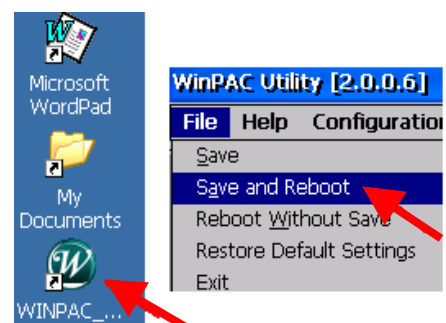 Microsoft
WordPad
My
Documents
WINPAC_...
WinPAC Utility [2.0.0.6]
File Help Configuration
Save
Save and Reboot
Reboot Without Save
Restore Default Settings
Exit